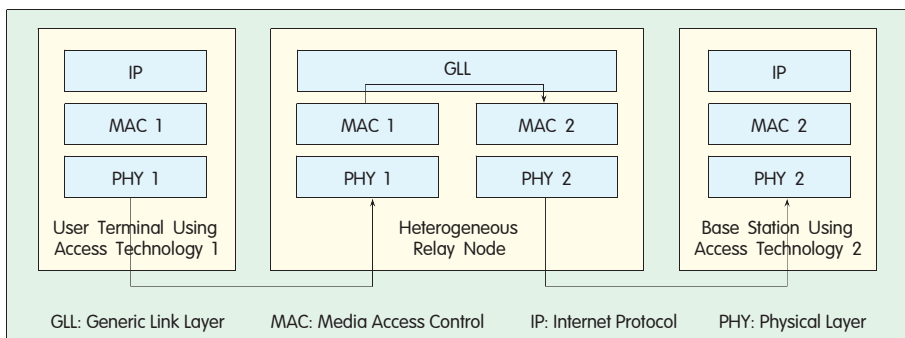 IP
MAC 1
PHY 1
User Terminal Using
Access Technology 1
GLL
MAC 1
MAC 2
PHY 1
PHY 2
Heterogeneous
Relay Node
IP
MAC 2
PHY 2
Base Station Using
Access Technology 2
GLL: Generic Link Layer MAC: Media Access Control IP: Internet Protocol PHY: Physical Layer